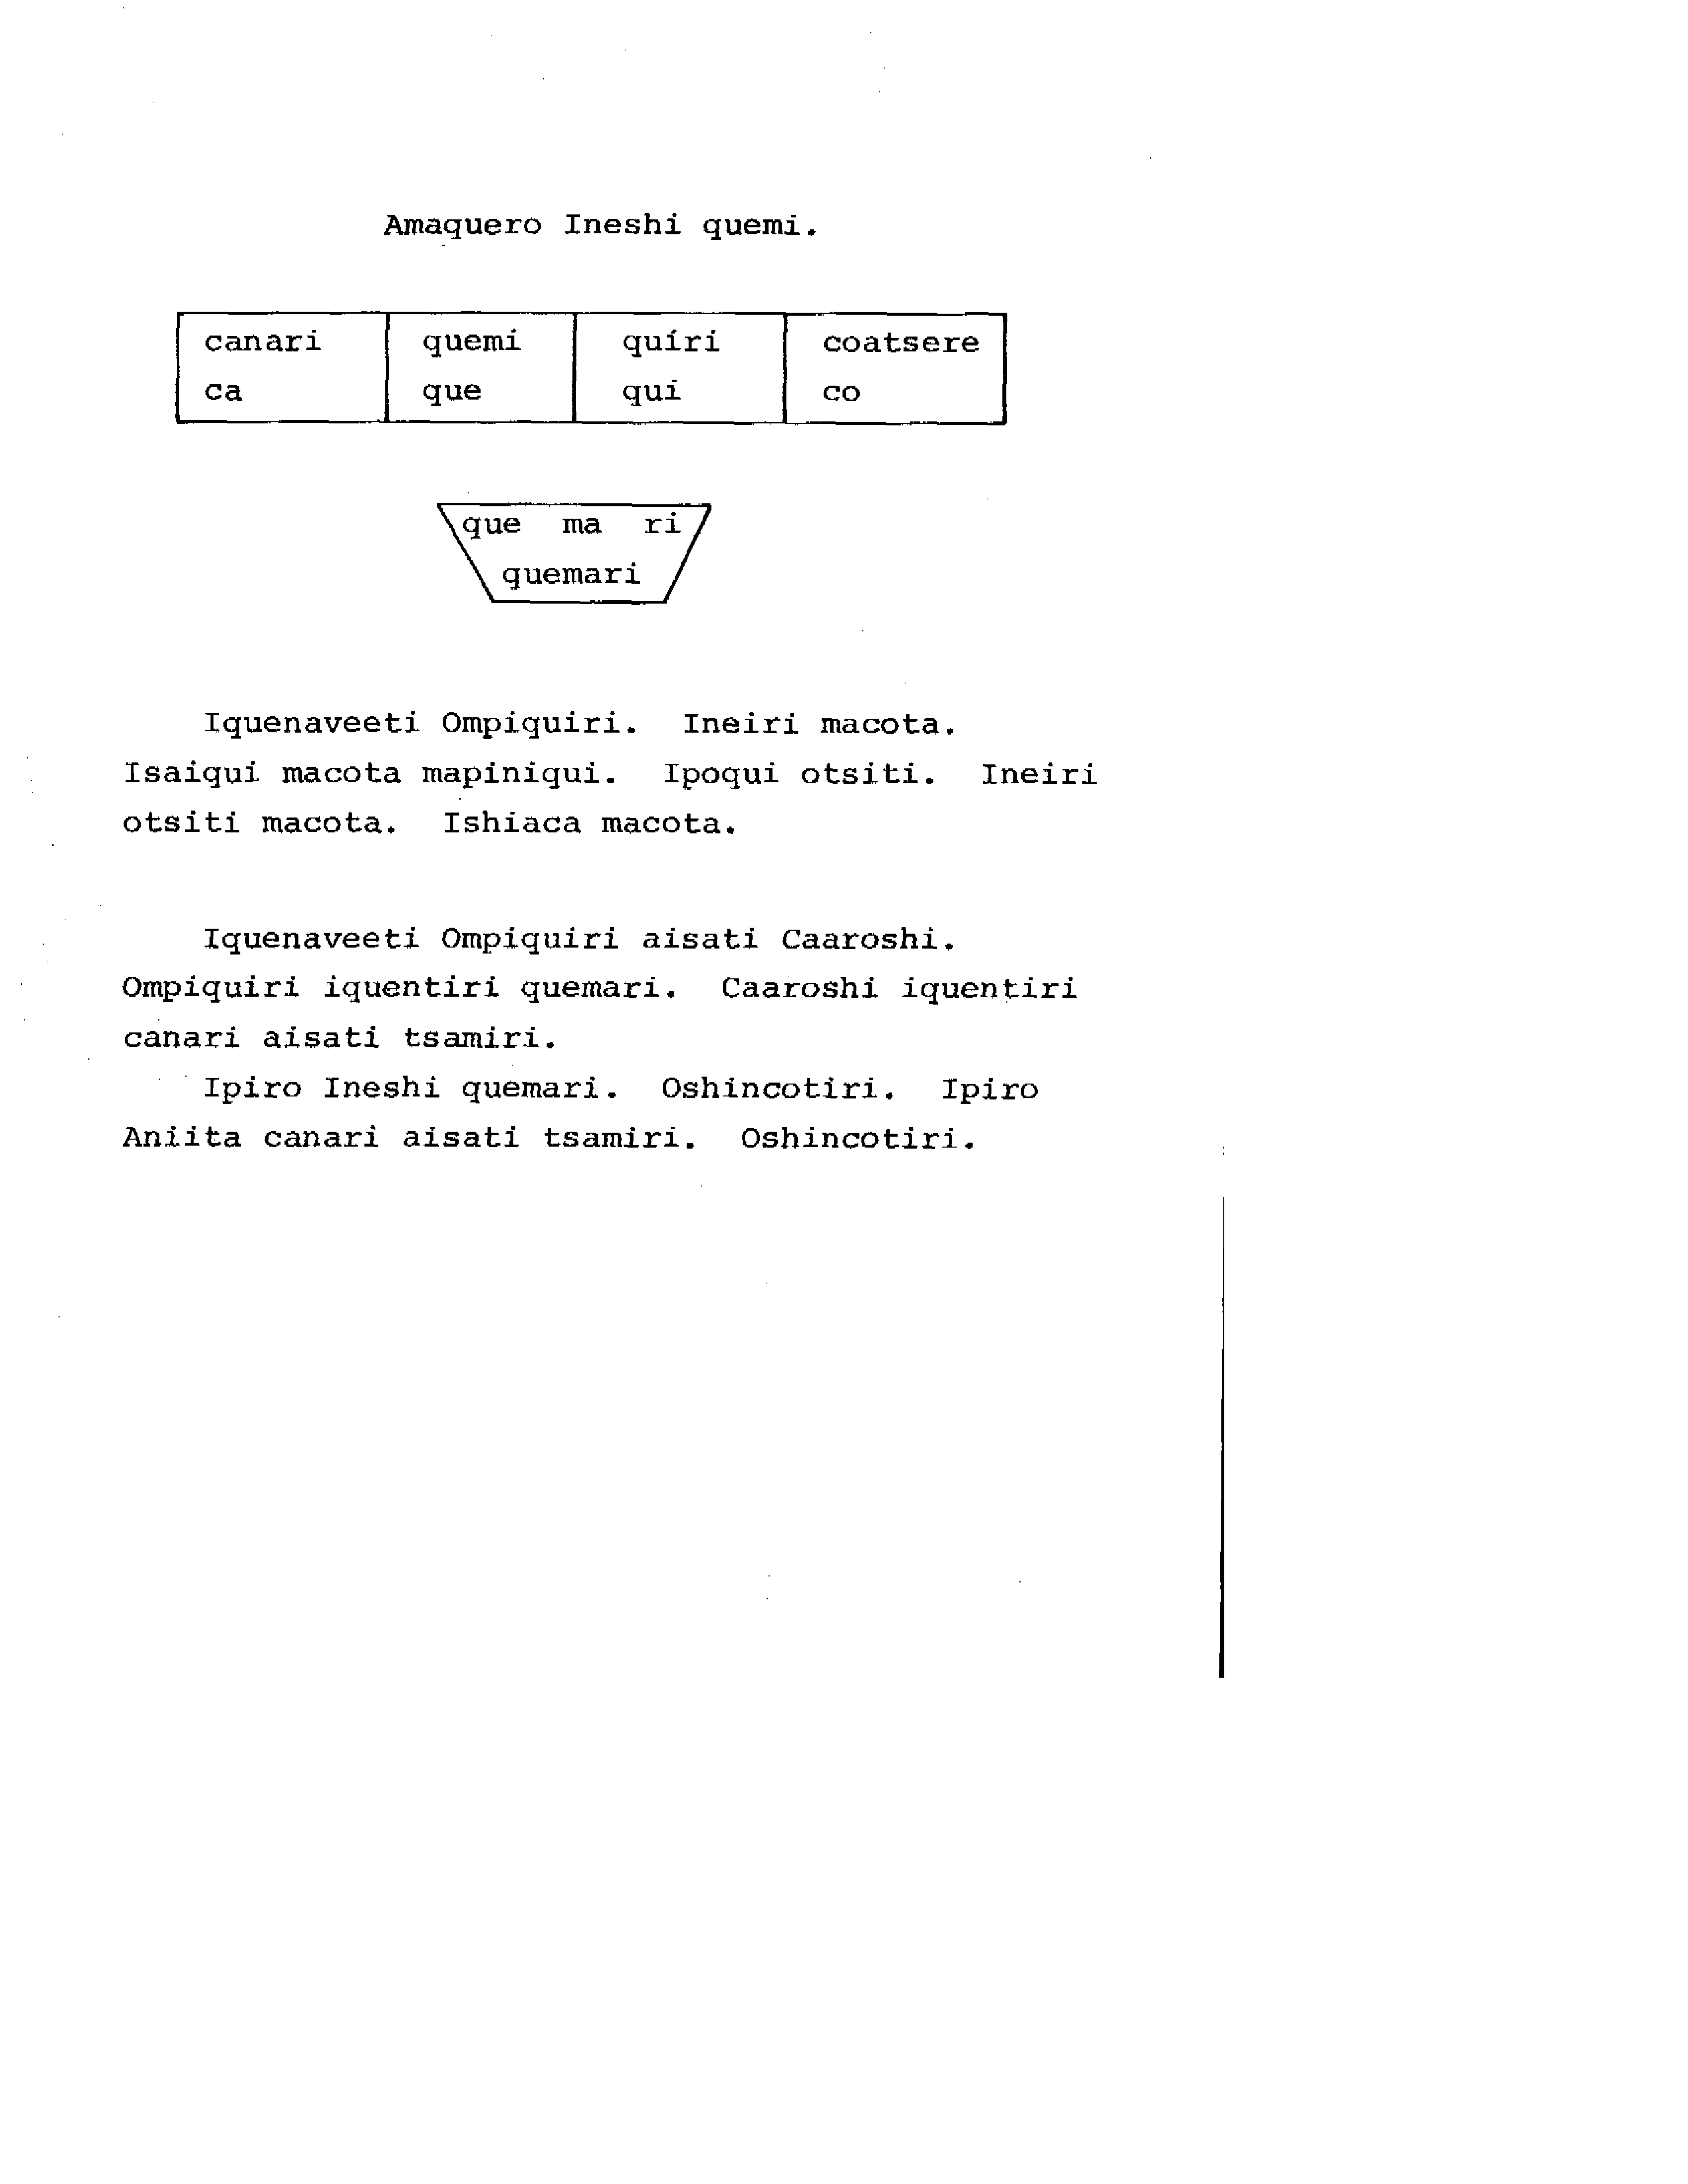 Amaquero Ineshi quemi.
canari quemi quiri coatsere
ca que qui co
que ma ri
quemari
Iquenaveeti Ompiquiri. Ineiri macota.
Isaiqui macota mapiniqui. Ipoqui otsiti. Ineiri
otsiti macota. Ishiaca macota.
Iquenaveeti Ompiquiri aisati Caaroshi.
Ompiquiri iquentiri quemari. Caaroshi iquentiri
canari aisati tsamiri.
Ipiro Ineshi quemari. Oshincotiri. Ipiro
Aniita canari aisati tsamiri. Oshincotiri.